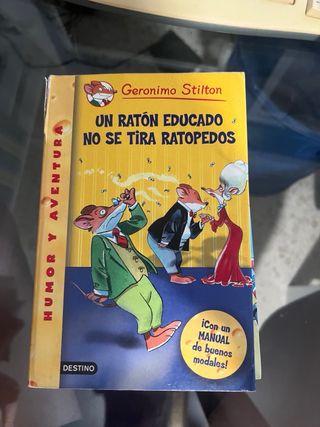 Geronimo Stilton
UN RATÓN EDUCADO
NO SE TIRA RATOPEDOS
HUMOR Y AVENTURA
¡Con un
MANUAL
de buenos
modales!
DESTINO